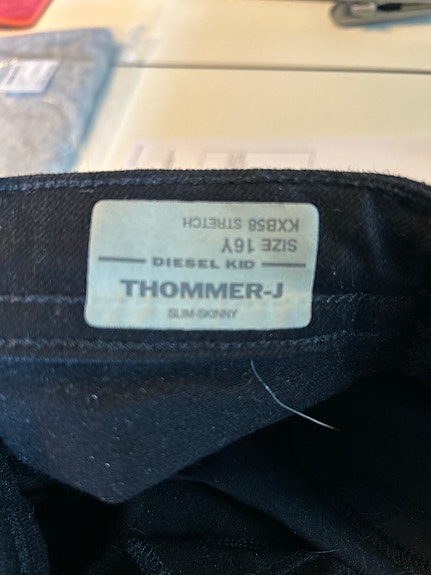 KXB58 STRETCH
SIZE 16Y
DIESEL KID
THOMMER-J
SLIM-SKINNY